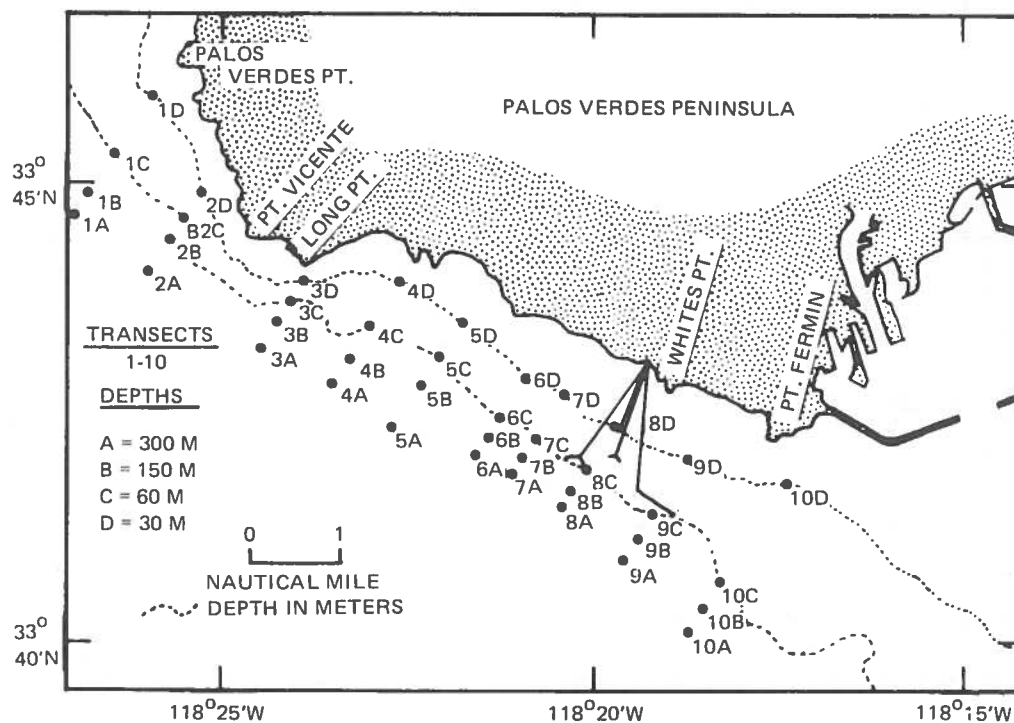 PALOS
VERDES PT.
PALOS VERDES PENINSULA
1D
PT. VICENTE
LONG PT.
1C
33°
45'N
1B
1A
2D
B2C
2B
2A
WHITES PT.
PT. FERMIN
3D
4D
3C
3B
4C
5D
3A
4B
5C
4A
5B
6D
7D
TRANSECTS
1-10
DEPTHS
A = 300 M
B = 150 M
C = 60 M
D = 30 M
5A
6C
8D
6B
7C
6A
7B
7A
8C
9D
8B
8A
10D
9C
9B
9A
0 1
NAUTICAL MILE
DEPTH IN METERS
10C
10B
10A
33°
40'N
118°25'W
118°20'W
118°15'W